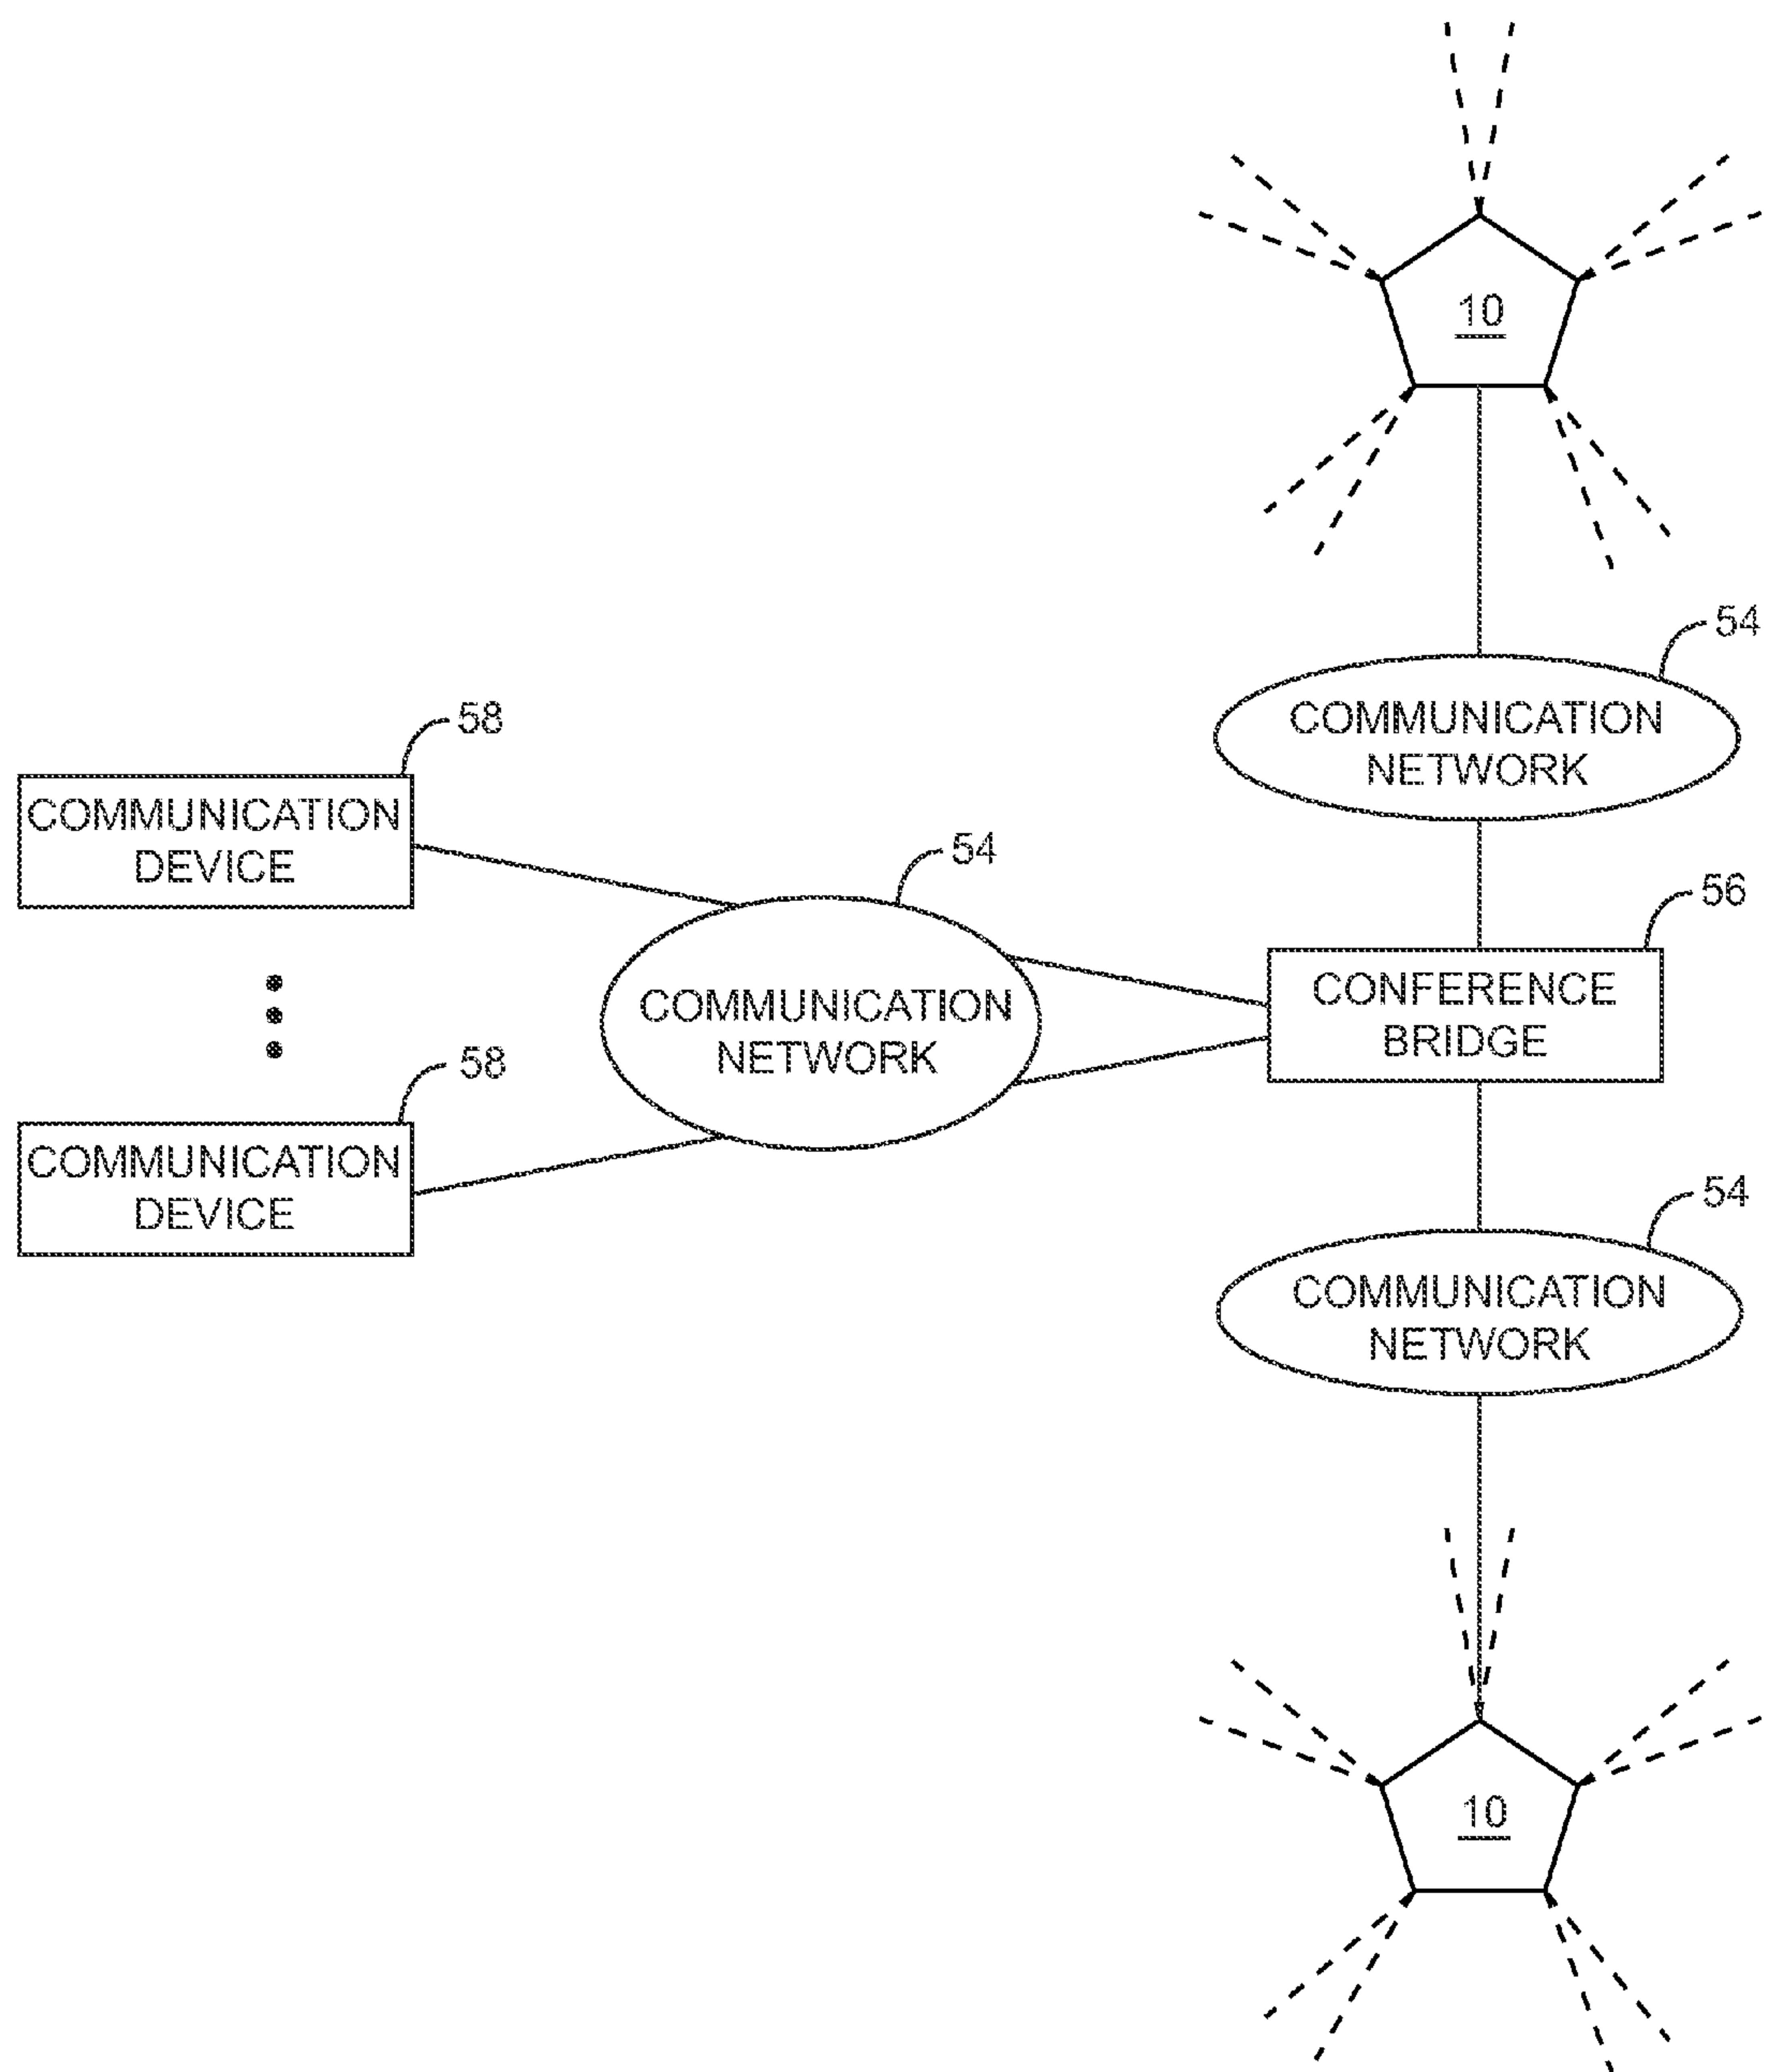 10
54
COMMUNICATION
NETWORK
58
COMMUNICATION
DEVICE
54
COMMUNICATION
NETWORK
56
CONFERENCE
BRIDGE
58
COMMUNICATION
DEVICE
54
COMMUNICATION
NETWORK
10